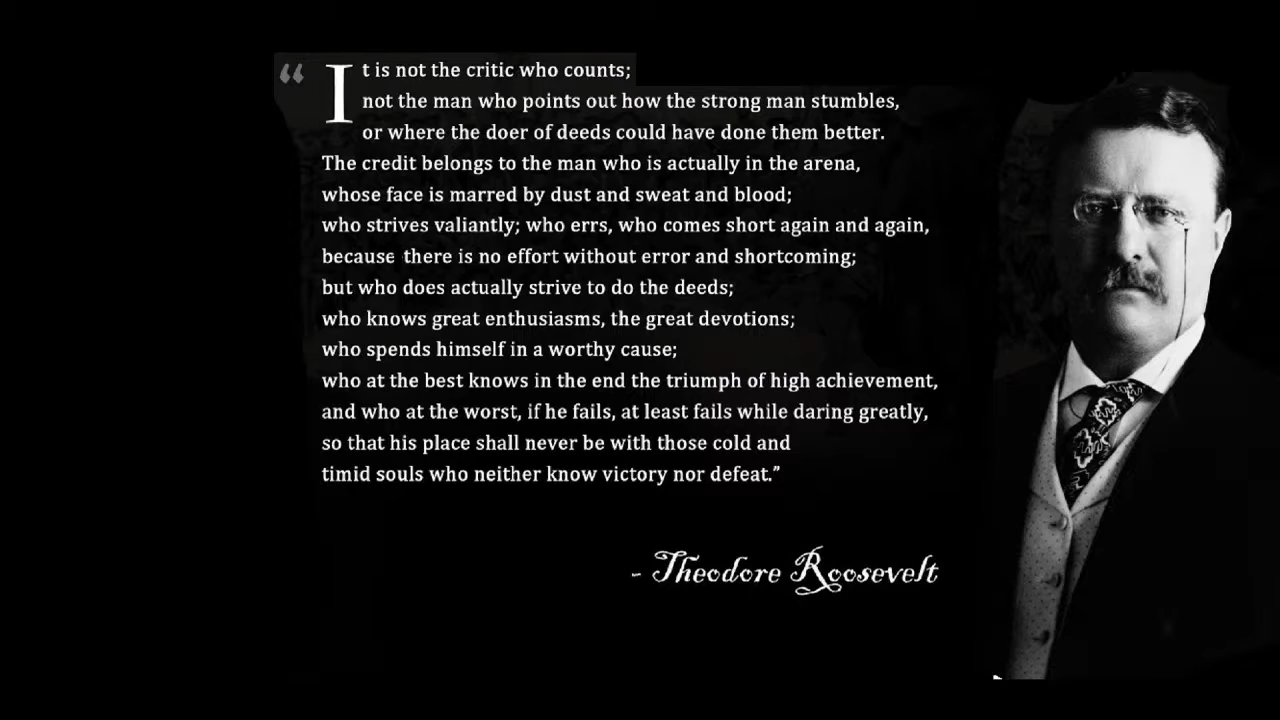 “ It is not the critic who counts;
not the man who points out how the strong man stumbles,
or where the doer of deeds could have done them better.
The credit belongs to the man who is actually in the arena,
whose face is marred by dust and sweat and blood;
who strives valiantly; who errs, who comes short again and again,
because there is no effort without error and shortcoming;
but who does actually strive to do the deeds;
who knows great enthusiasms, the great devotions;
who spends himself in a worthy cause;
who at the best knows in the end the triumph of high achievement,
and who at the worst, if he fails, at least fails while daring greatly,
so that his place shall never be with those cold and
timid souls who neither know victory nor defeat.”
- Theodore Roosevelt